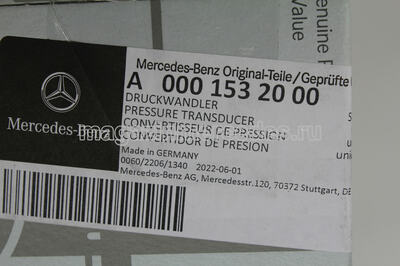 enuine P
Value
Mercedes-Benz Original-Teile/Geprüfte
A 000 153 20 00
DRUCKWANDLER
PRESSURE TRANSDUCER
CONVERTISSEUR DE PRESSION
CONVERTIDOR DE PRESION
Made in GERMANY
0060/2206/1340 2022-06-01
Mercedes-Benz AG, Mercedesstr.120, 70372 Stuttgart, DE
Mercedes-Benz